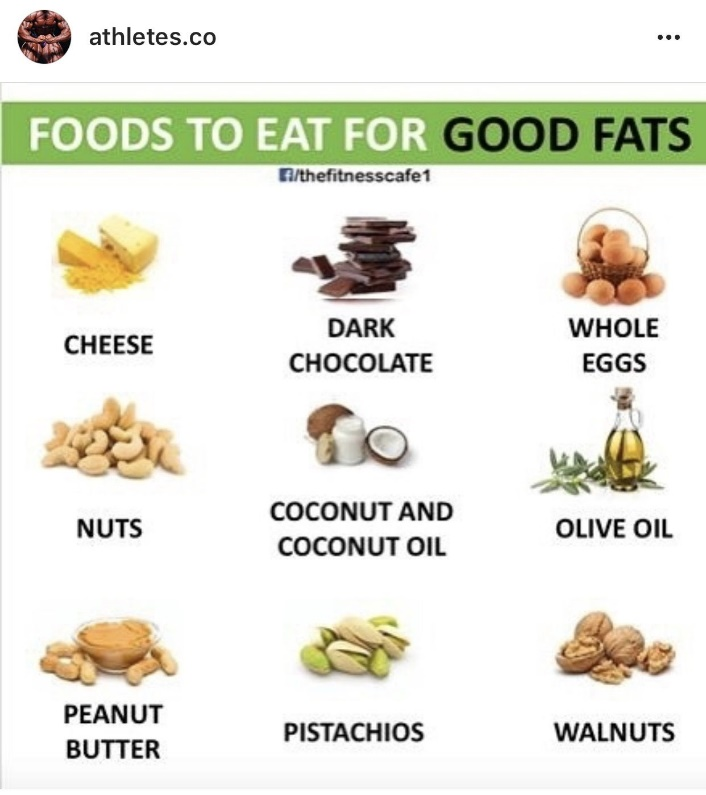 athletes.co
FOODS TO EAT FOR GOOD FATS
f/thefitnesscafe1
CHEESE
DARK
CHOCOLATE
WHOLE
EGGS
NUTS
COCONUT AND
COCONUT OIL
OLIVE OIL
PEANUT
BUTTER
PISTACHIOS
WALNUTS